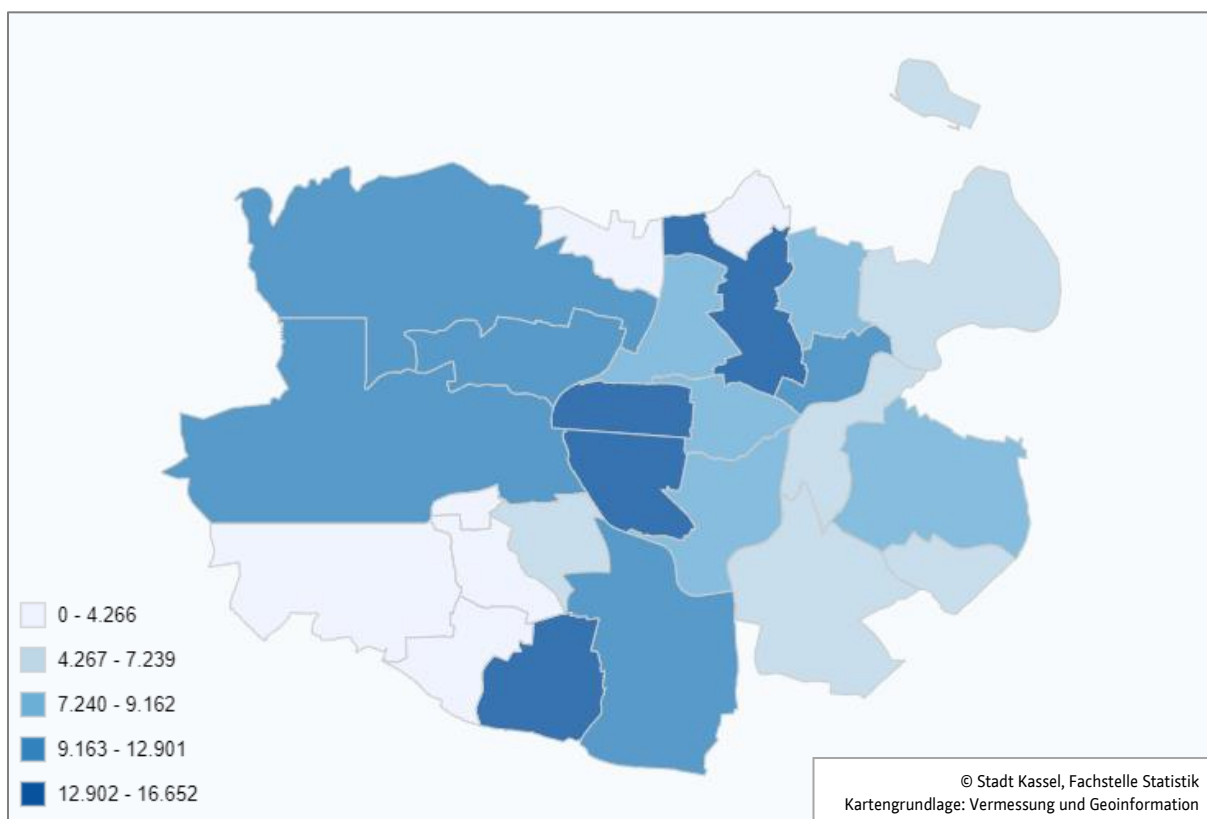 0 - 4.266
4.267 - 7.239
7.240 - 9.162
9.163 - 12.901
12.902 - 16.652
© Stadt Kassel, Fachstelle Statistik
Kartengrundlage: Vermessung und Geoinformation